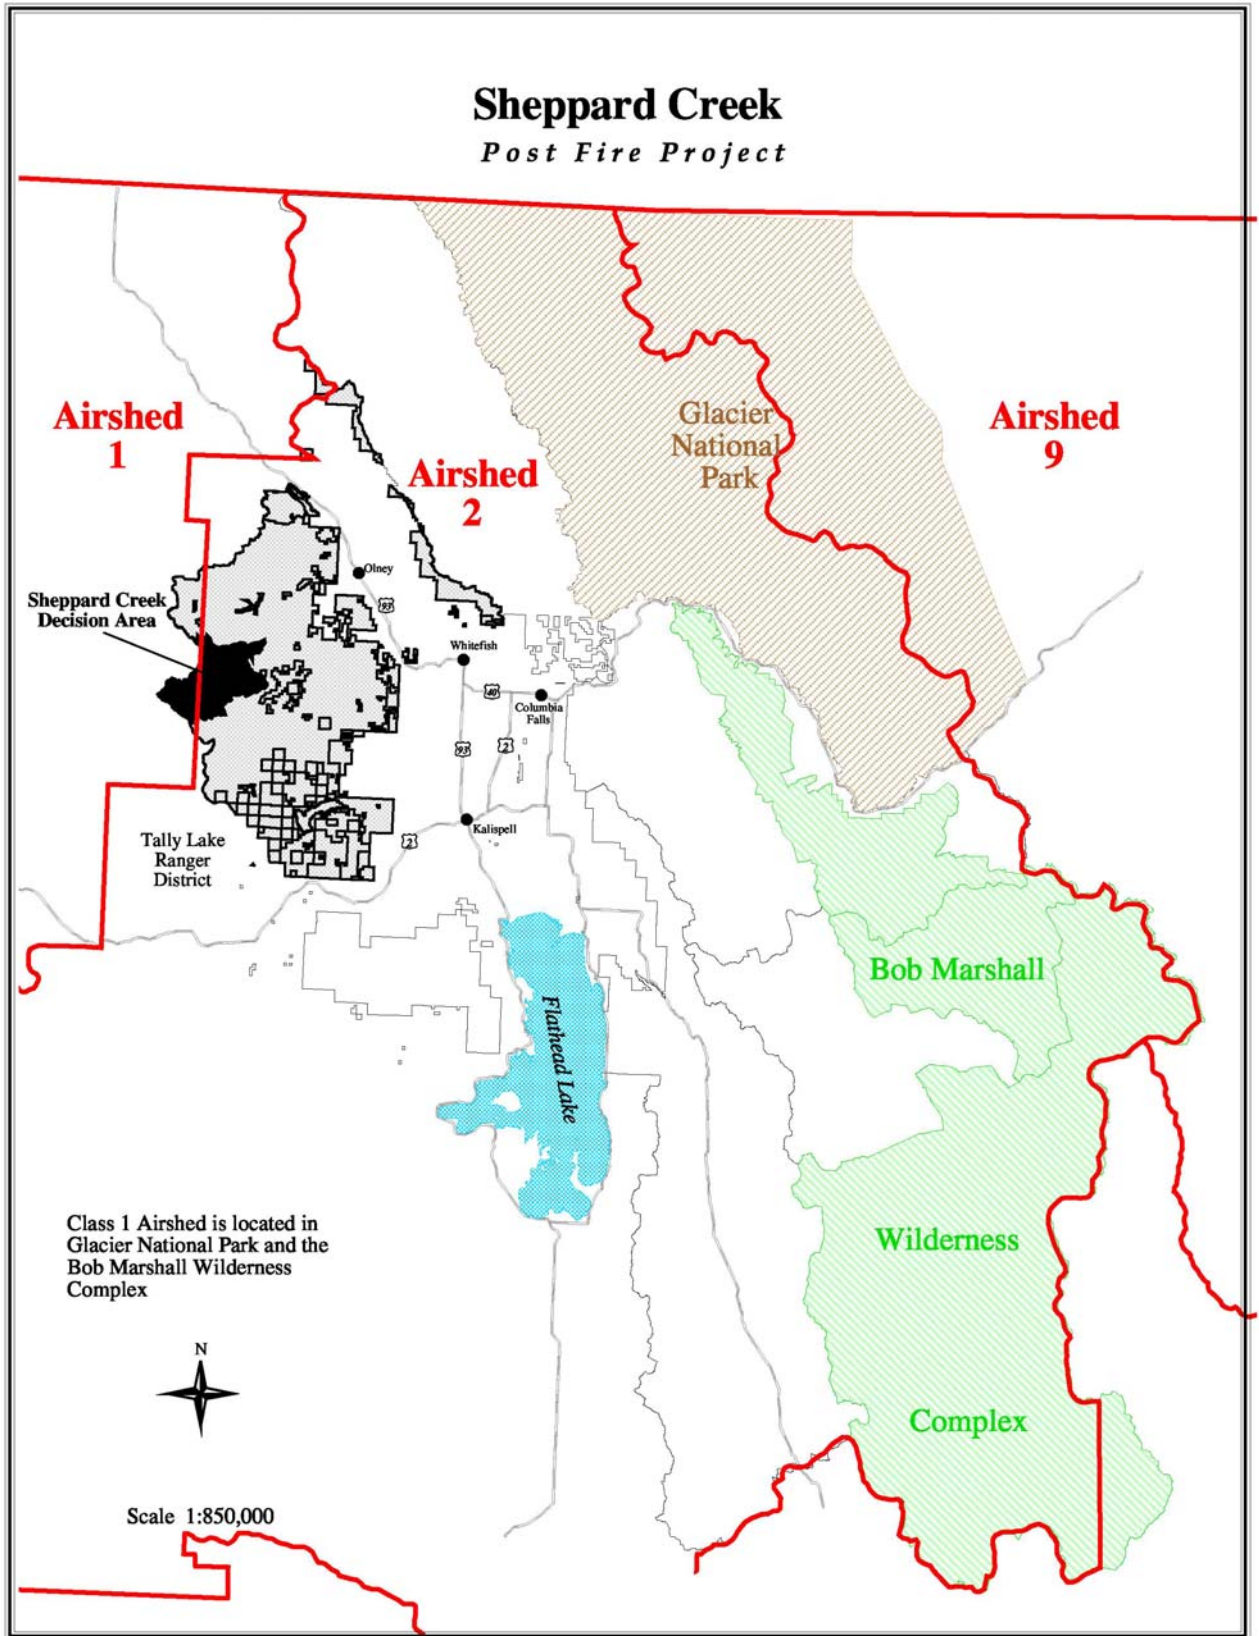 Sheppard Creek
Post Fire Project
Airshed
1
Airshed
2
Glacier
National
Park
Airshed
9
Olney
93
Sheppard Creek
Decision Area
Whitefish
40
Columbia
Falls
93
2
Kalispell
2
Tally Lake
Ranger
District
Bob Marshall
Flathead Lake
Wilderness
Complex
Class 1 Airshed is located in
Glacier National Park and the
Bob Marshall Wilderness
Complex
N
Scale 1:850,000